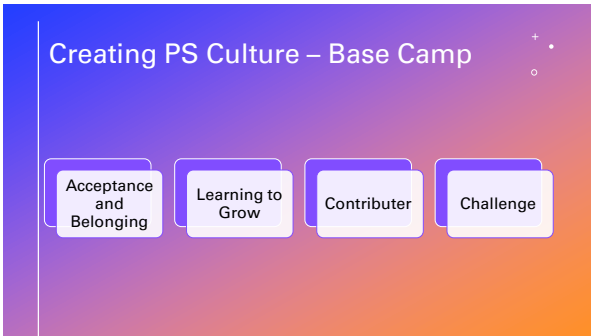 Creating PS Culture – Base Camp
Acceptance
and
Belonging
Learning to
Grow
Contributer
Challenge